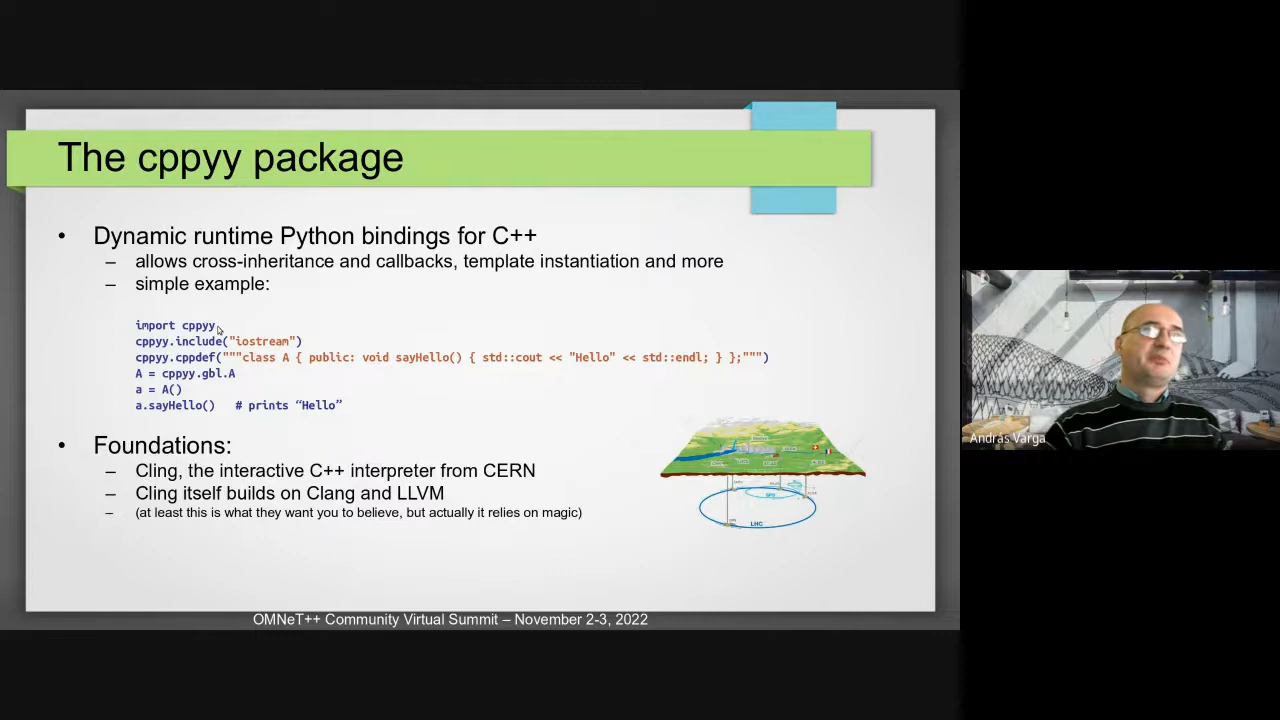 The cppyy package
• Dynamic runtime Python bindings for C++
– allows cross-inheritance and callbacks, template instantiation and more
– simple example:
import cppyy
cppyy.include("iostream")
cppyy.cppdef("""class A { public: void sayHello() { std::cout << "Hello" << std::endl; } };""")
A = cppyy.gbl.A
a = A()
a.sayHello()   # prints “Hello”
• Foundations:
– Cling, the interactive C++ interpreter from CERN
– Cling itself builds on Clang and LLVM
– (at least this is what they want you to believe, but actually it relies on magic)
SPS
LHC
OMNeT++ Community Virtual Summit – November 2-3, 2022
András Varga